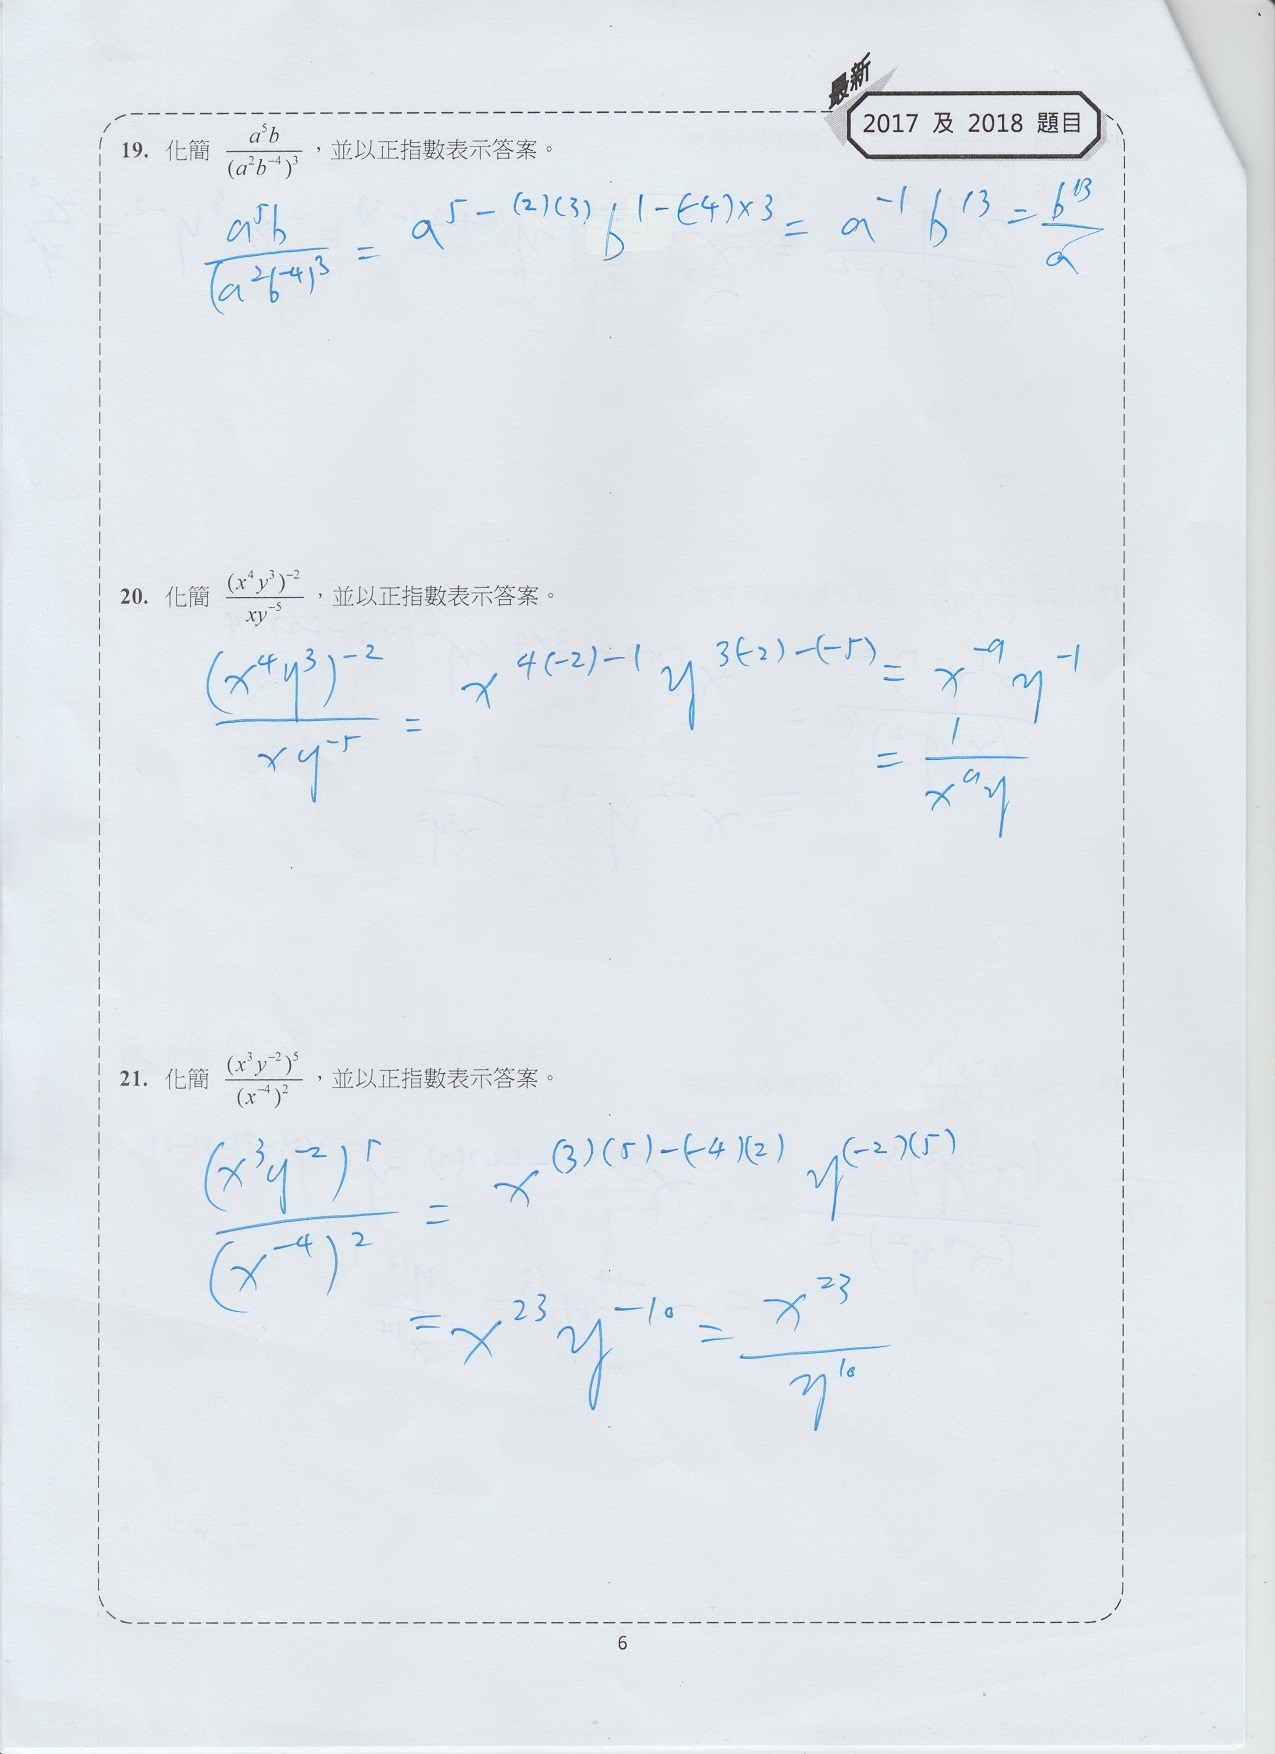 最新
2017 及 2018 題目
19. 化簡 \frac{a^5b}{(a^2b^{-4})^3}，並以正指數表示答案。
\frac{a^5b}{(a^2b^{-4})^3} = a^{5-(2)(3)} b^{1-(-4)×3} = a^{-1} b^{13} = \frac{b^{13}}{a}
20. 化簡 \frac{(x^4y^3)^{-2}}{xy^{-5}}，並以正指數表示答案。
\frac{(x^4y^3)^{-2}}{xy^{-5}} = x^{4(-2)-1} y^{3(-2)-(-5)} = x^{-9} y^{-1}
= \frac{1}{x^9y}
21. 化簡 \frac{(x^3y^{-2})^5}{(x^{-4})^2}，並以正指數表示答案。
\frac{(x^3y^{-2})^5}{(x^{-4})^2} = x^{(3)(5)-(-4)(2)} y^{(-2)(5)}
= x^{23} y^{-10} = \frac{x^{23}}{y^{10}}
6